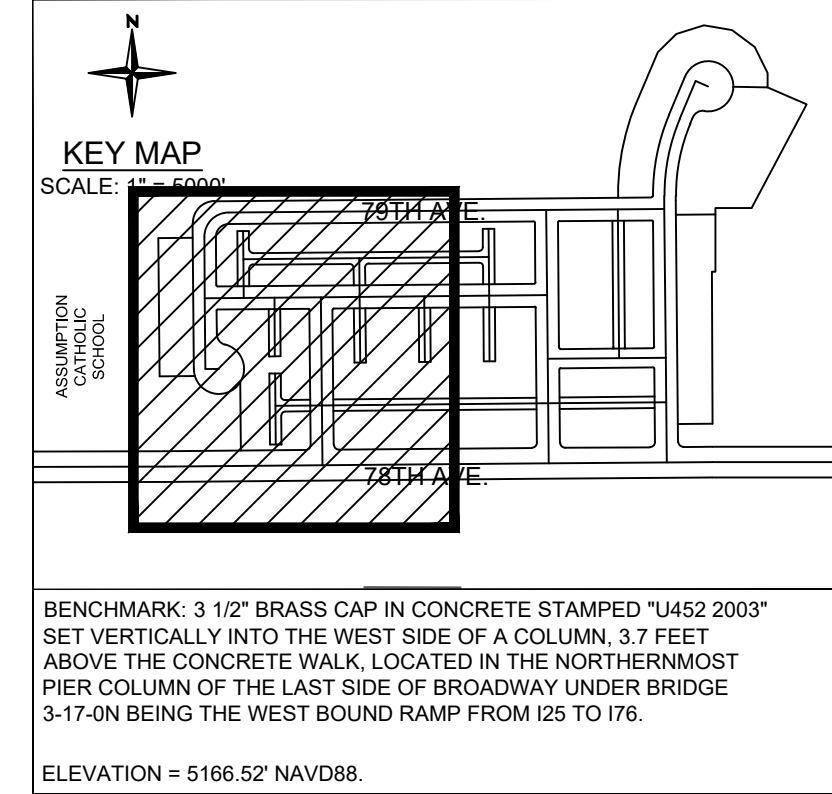 N
KEY MAP
SCALE: 1" = 5000'
79TH AVE.
ASSUMPTION
CATHOLIC
SCHOOL
78TH AVE.
BENCHMARK: 3 1/2" BRASS CAP IN CONCRETE STAMPED "U452 2003"
SET VERTICALLY INTO THE WEST SIDE OF A COLUMN, 3.7 FEET
ABOVE THE CONCRETE WALK, LOCATED IN THE NORTHERNMOST
PIER COLUMN OF THE LAST SIDE OF BROADWAY UNDER BRIDGE
3-17-0N BEING THE WEST BOUND RAMP FROM I25 TO I76.
ELEVATION = 5166.52' NAVD88.